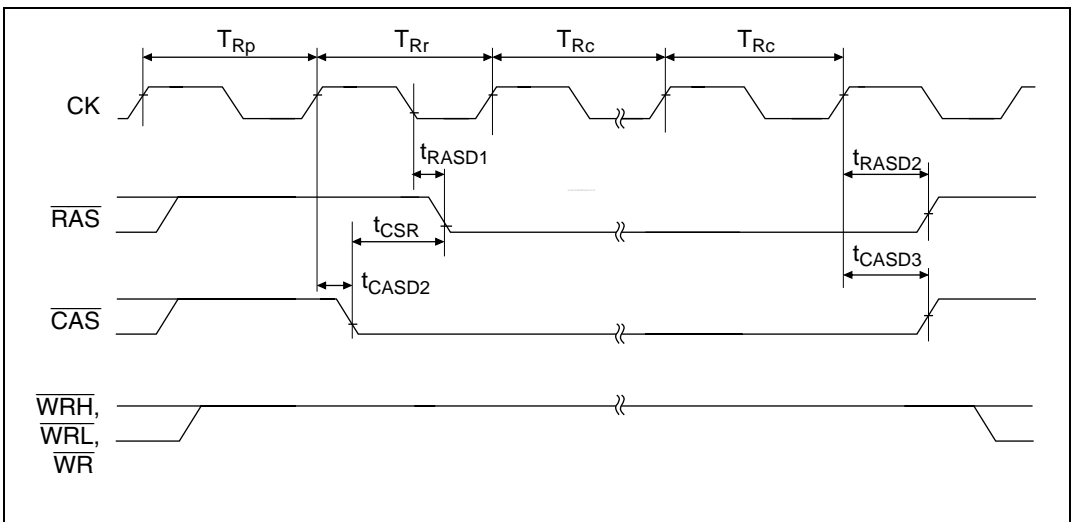 TRp TRr TRc TRc
CK
tRASD1 tRASD2
RAS
tCSR
tCASD3
tCASD2
CAS
WRH,
WRL,
WR